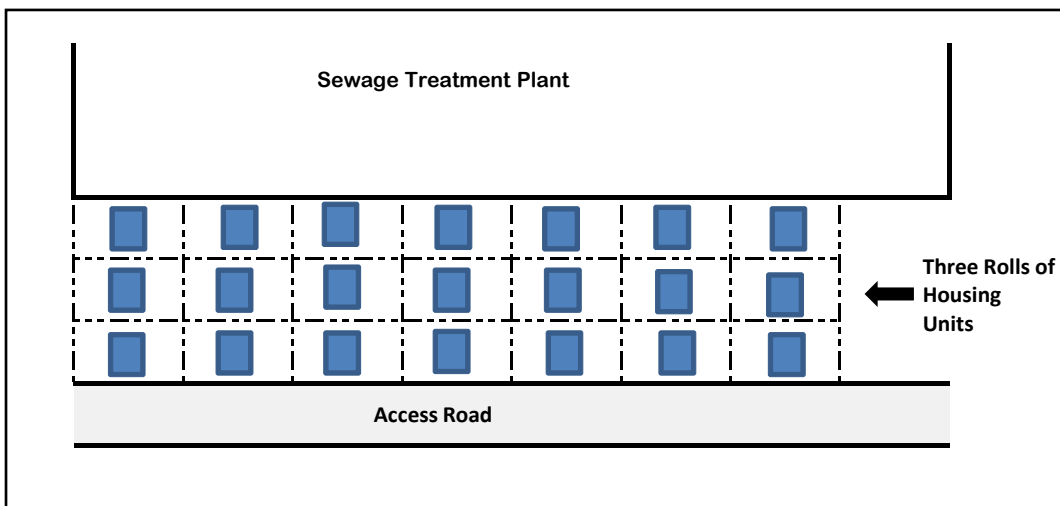 Sewage Treatment Plant
Three Rolls of
Housing
Units
Access Road